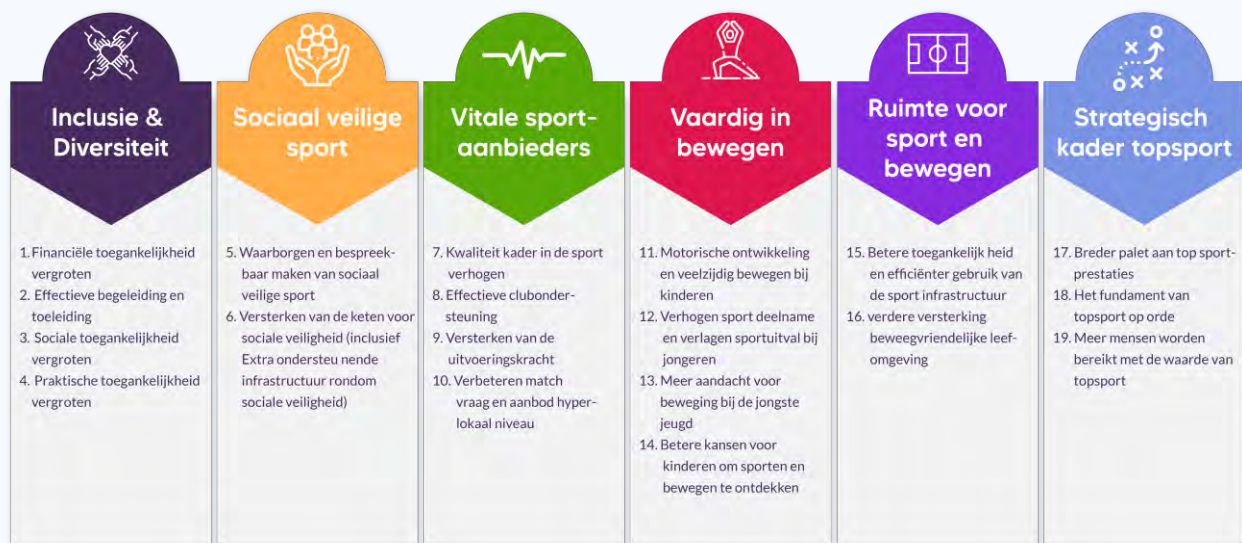 Inclusie &
Diversiteit
1. Financiële toegankelijkheid
vergroten
2. Effectieve begeleiding en
toeleiding
3. Sociale toegankelijkheid
vergroten
4. Praktische toegankelijkheid
vergroten
Sociaal veilige
sport
5. Waarborgen en bespreek-
baar maken van sociaal
veilige sport
6. Versterken van de keten voor
sociale veiligheid (inclusief
Extra ondersteu nende
infrastructuur rondom
sociale veiligheid)
Vitale sport-
aanbieders
7. Kwaliteit kader in de sport
verhogen
8. Effectieve clubonder-
steuning
9. Versterken van de
uitvoeringskracht
10. Verbeteren match
vraag en aanbod hyper-
lokaal niveau
Vaardig in
bewegen
11. Motorische ontwikkeling
en veelzijdig bewegen bij
kinderen
12. Verhogen sport deelname
en verlagen sportuitval bij
jongeren
13. Meer aandacht voor
beweging bij de jongste
jeugd
14. Betere kansen voor
kinderen om sporten en
bewegen te ontdekken
Ruimte voor
sport en
bewegen
15. Betere toegankelijk heid
en efficiënter gebruik van
de sport infrastructuur
16. verdere versterking
beweegvriendelijke leef-
omgeving
Strategisch
kader topsport
17. Breder palet aan top sport-
prestaties
18. Het fundament van
topsport op orde
19. Meer mensen worden
bereikt met de waarde van
topsport